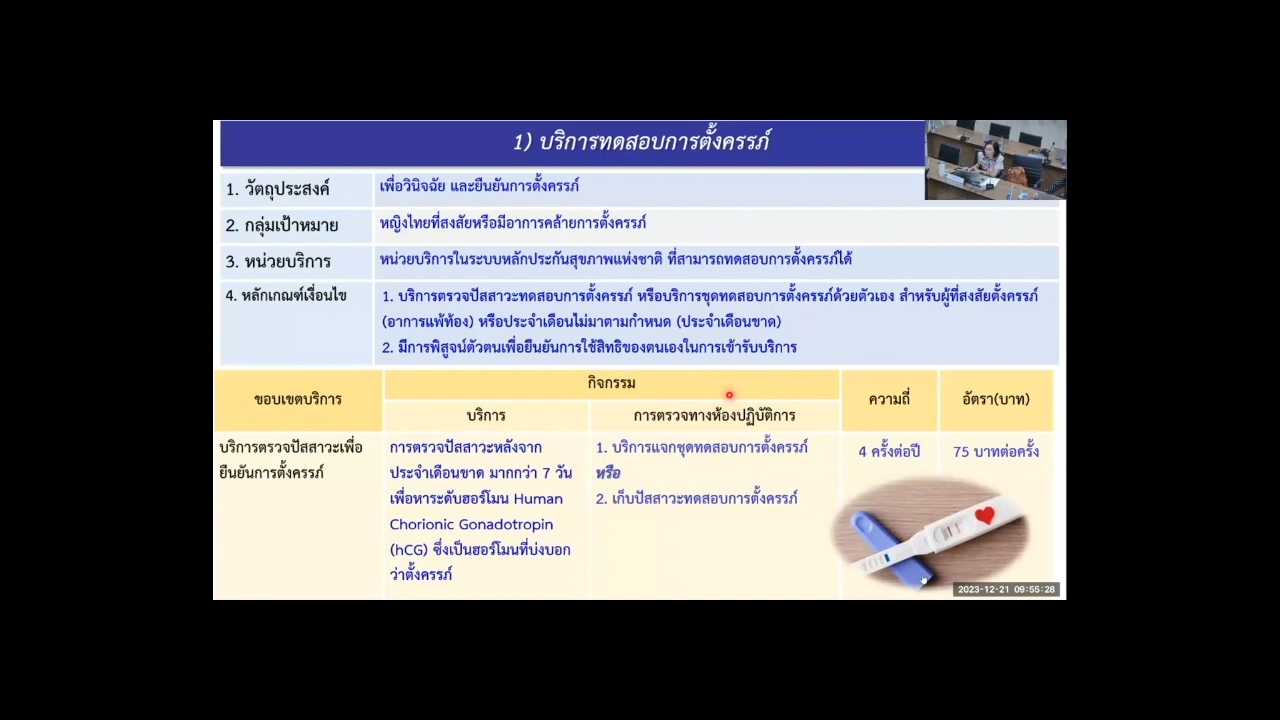 1) บริการทดสอบการตั้งครรภ์
1. วัตถุประสงค์
เพื่อวินิจฉัย และยืนยันการตั้งครรภ์
2. กลุ่มเป้าหมาย
หญิงไทยที่สงสัยหรือมีอาการคล้ายการตั้งครรภ์
3. หน่วยบริการ
หน่วยบริการในระบบหลักประกันสุขภาพแห่งชาติ ที่สามารถทดสอบการตั้งครรภ์ได้
4. หลักเกณฑ์เงื่อนไข
1. บริการตรวจปัสสาวะทดสอบการตั้งครรภ์ หรือบริการชุดทดสอบการตั้งครรภ์ด้วยตัวเอง สำหรับผู้ที่สงสัยตั้งครรภ์
(อาการแพ้ท้อง) หรือประจำเดือนไม่มาตามกำหนด (ประจำเดือนขาด)
2. มีการพิสูจน์ตัวตนเพื่อยืนยันการใช้สิทธิของตนเองในการเข้ารับบริการ
ขอบเขตบริการ
กิจกรรม
ความถี่
อัตรา(บาท)
บริการ
การตรวจทางห้องปฏิบัติการ
บริการตรวจปัสสาวะเพื่อ
ยืนยันการตั้งครรภ์
การตรวจปัสสาวะหลังจาก
ประจำเดือนขาด มากกว่า 7 วัน
เพื่อหาระดับฮอร์โมน Human
Chorionic Gonadotropin
(hCG) ซึ่งเป็นฮอร์โมนที่บ่งบอก
ว่าตั้งครรภ์
1. บริการแจกชุดทดสอบการตั้งครรภ์
หรือ
2. เก็บปัสสาวะทดสอบการตั้งครรภ์
4 ครั้งต่อปี
75 บาทต่อครั้ง
2023-12-21 09:55:28